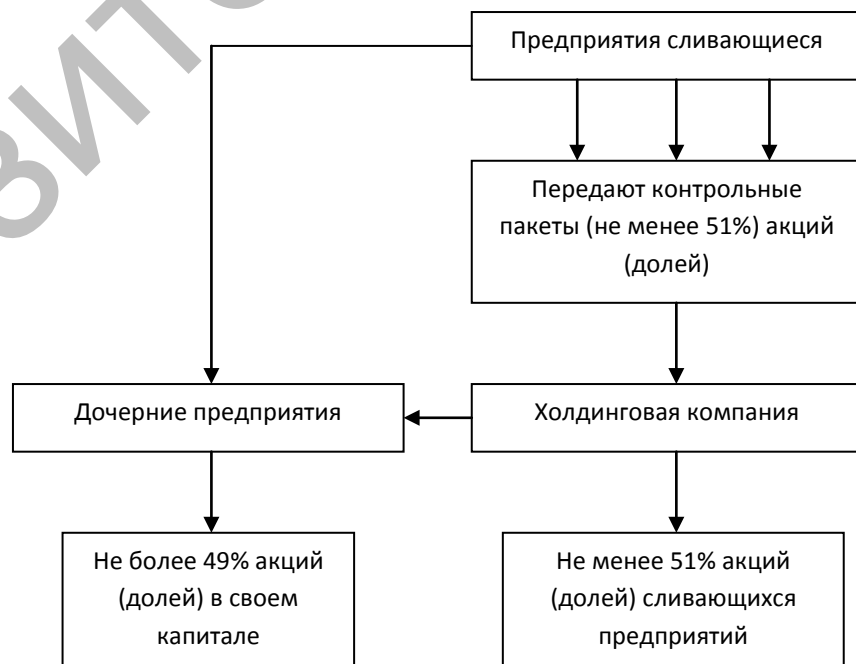 Предприятия сливающиеся
Передают контрольные
пакеты (не менее 51%) акций
(долей)
Дочерние предприятия
Холдинговая компания
Не более 49% акций
(долей) в своем
капитале
Не менее 51% акций
(долей) сливающихся
предприятий